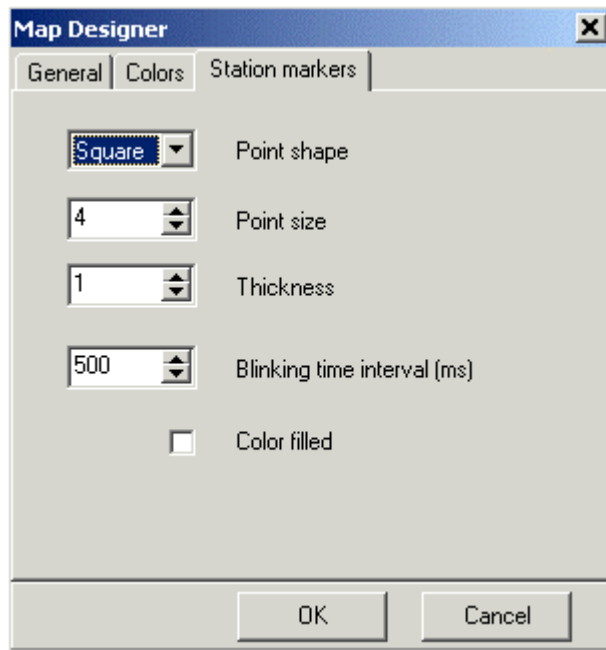 Map Designer
General Colors Station markers
Square Point shape
4 Point size
1 Thickness
500 Blinking time interval (ms)
Color filled
OK Cancel